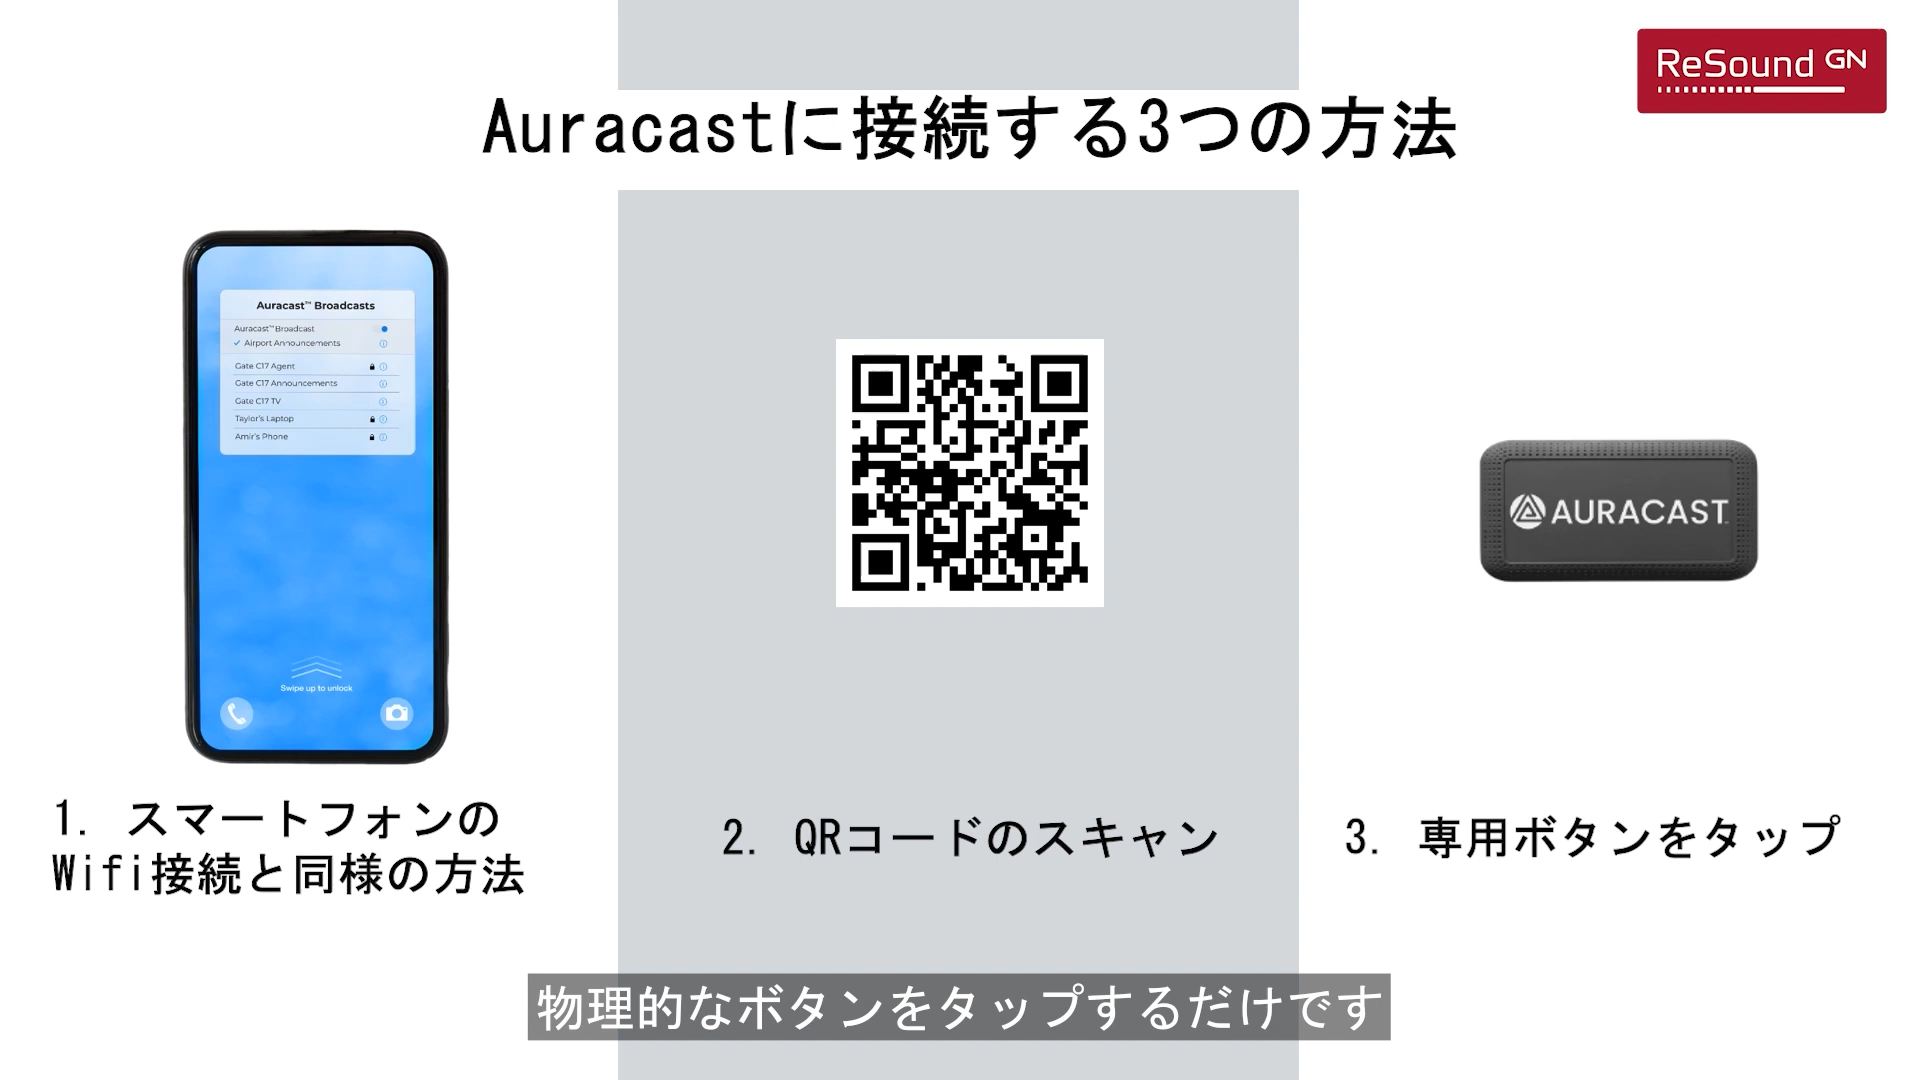 ReSound GN
Auracastに接続する3つの方法
Auracast™ Broadcasts
Auracast™ Broadcast
Airport Announcements
Gate C17 Agent
Gate C17 Announcements
Gate C17 TV
Taylor's Laptop
Amir's Phone
Swipe up to unlock
AURACAST™
1. スマートフォンの
Wifi接続と同様の方法
2. QRコードのスキャン
3. 専用ボタンをタップ
物理的なボタンをタップするだけです